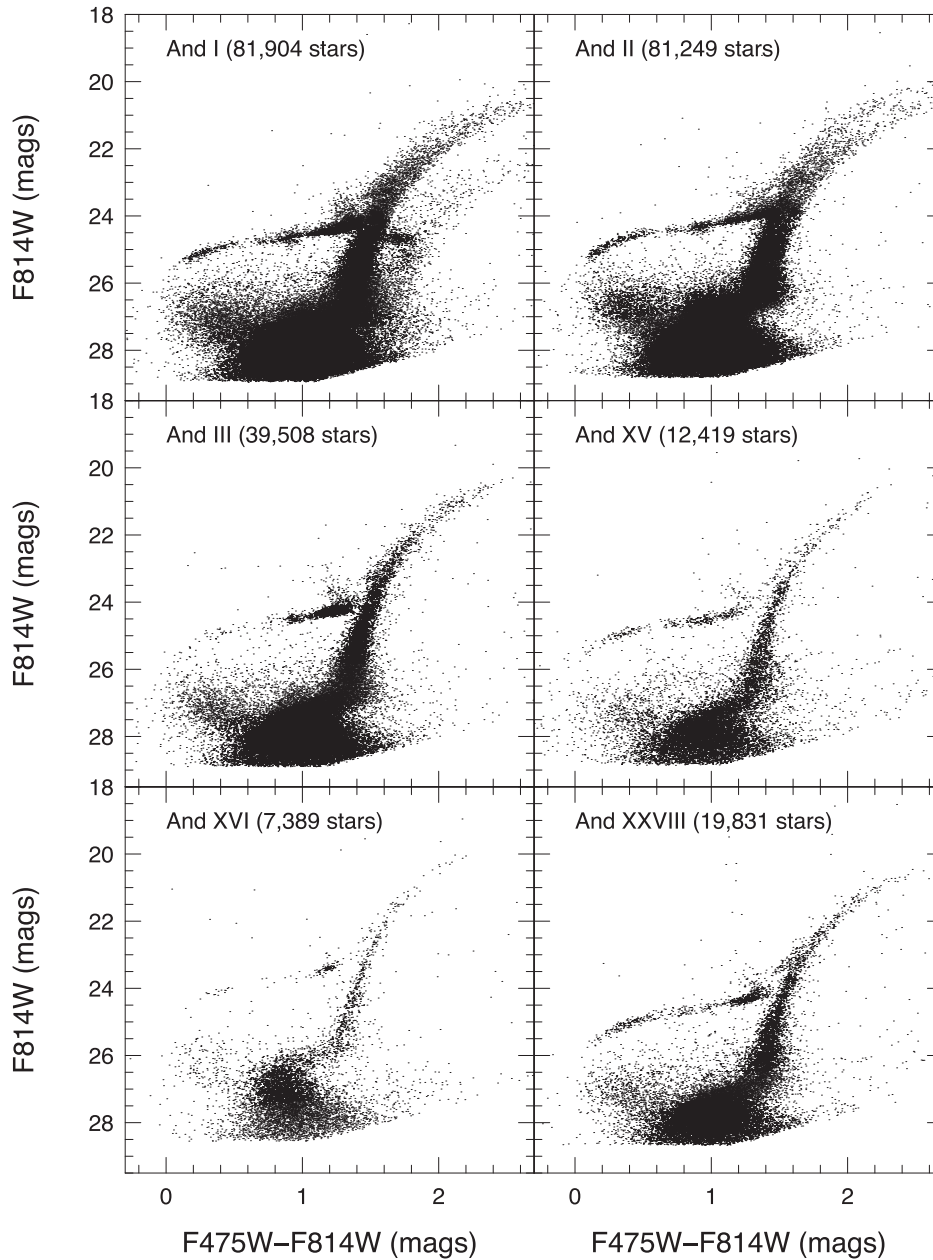 18
And I (81,904 stars)
And II (81,249 stars)
20
22
24
26
28
F814W (mags)
18
And III (39,508 stars)
And XV (12,419 stars)
20
22
24
26
28
F814W (mags)
18
And XVI (7,389 stars)
And XXVIII (19,831 stars)
20
22
24
26
28
F814W (mags)
0 1 2
0 1 2
F475W−F814W (mags)
F475W−F814W (mags)